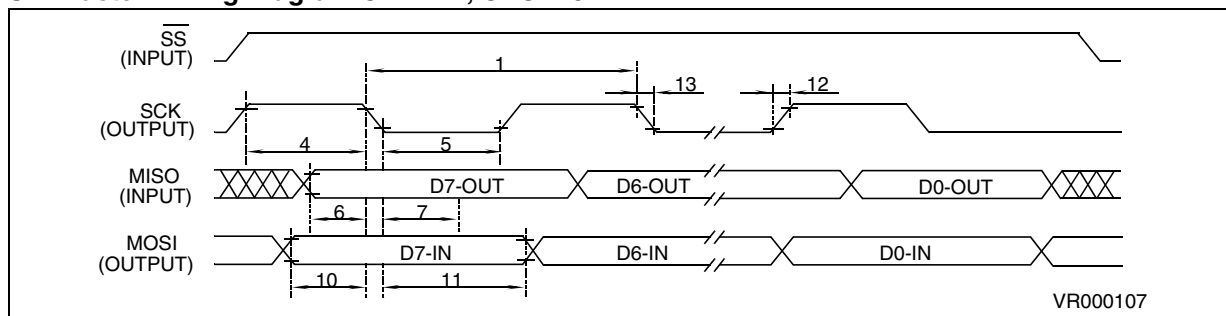 SS
(INPUT)
1
13
12
SCK
(OUTPUT)
4
5
MISO
(INPUT)
D7-OUT
D6-OUT
D0-OUT
6
7
MOSI
(OUTPUT)
D7-IN
D6-IN
D0-IN
10
11
VR000107